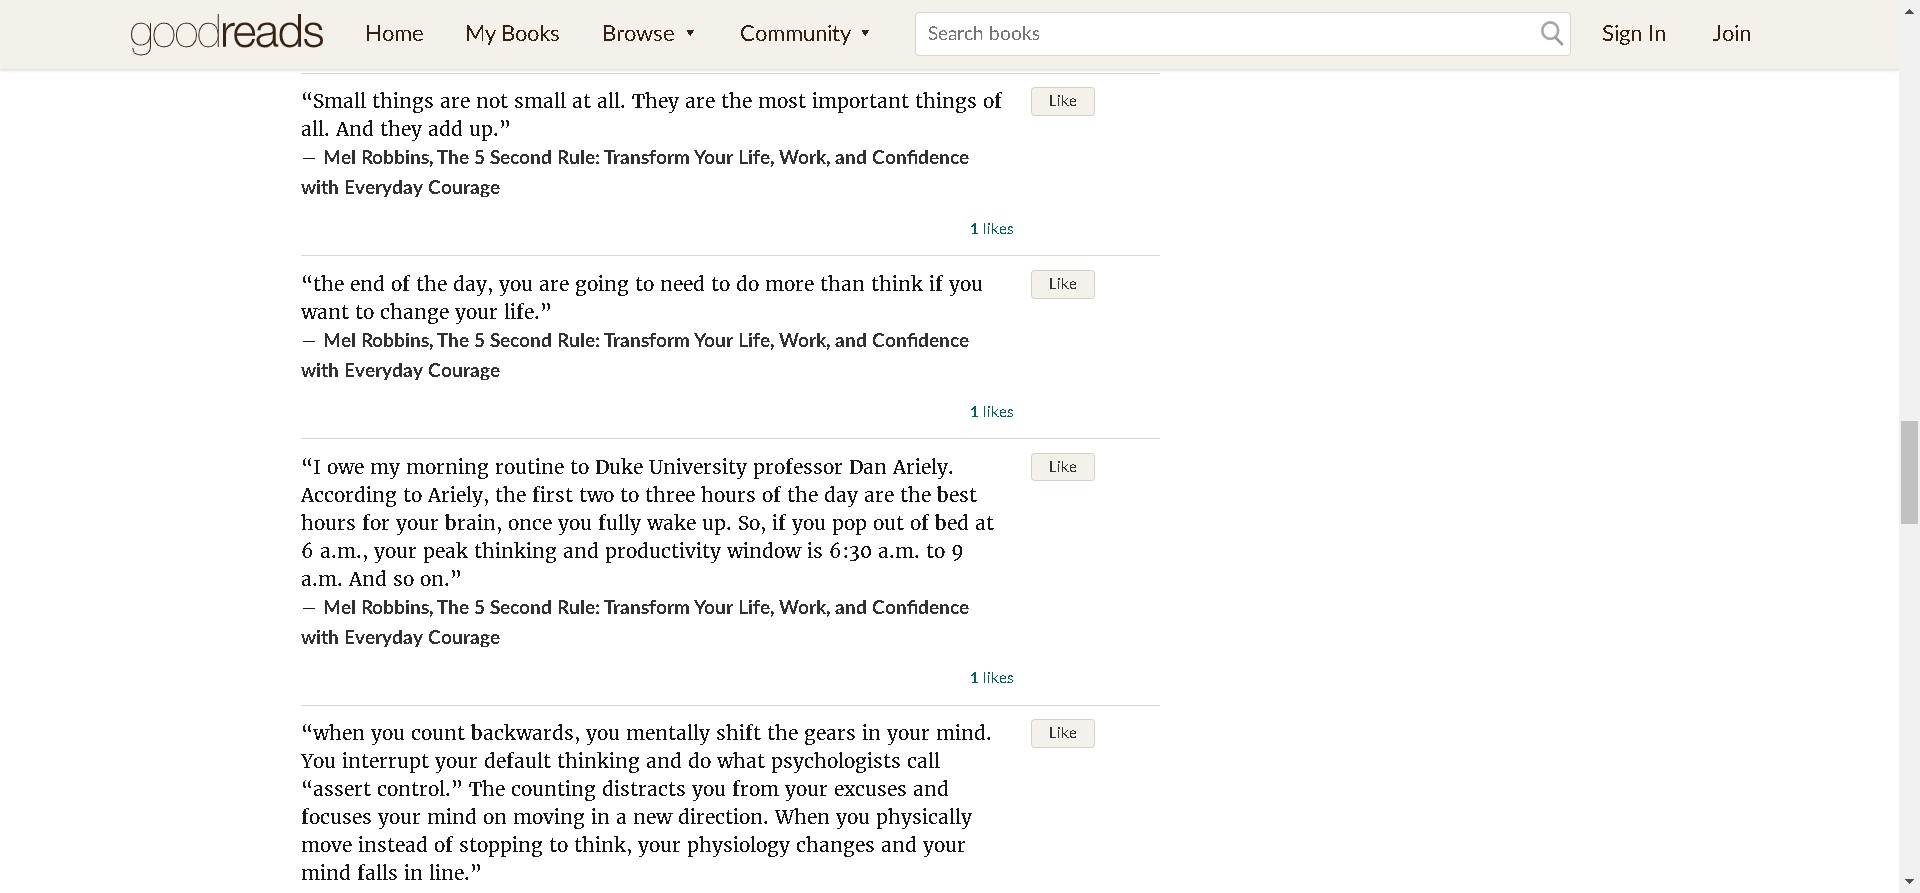 goodreads Home My Books Browse ▼ Community ▼ Search books Sign In Join
“Small things are not small at all. They are the most important things of Like
all. And they add up.”
― Mel Robbins, The 5 Second Rule: Transform Your Life, Work, and Confidence
with Everyday Courage
1 likes
“the end of the day, you are going to need to do more than think if you Like
want to change your life.”
― Mel Robbins, The 5 Second Rule: Transform Your Life, Work, and Confidence
with Everyday Courage
1 likes
“I owe my morning routine to Duke University professor Dan Ariely. Like
According to Ariely, the first two to three hours of the day are the best
hours for your brain, once you fully wake up. So, if you pop out of bed at
6 a.m., your peak thinking and productivity window is 6:30 a.m. to 9
a.m. And so on.”
― Mel Robbins, The 5 Second Rule: Transform Your Life, Work, and Confidence
with Everyday Courage
1 likes
“when you count backwards, you mentally shift the gears in your mind. Like
You interrupt your default thinking and do what psychologists call
“assert control.” The counting distracts you from your excuses and
focuses your mind on moving in a new direction. When you physically
move instead of stopping to think, your physiology changes and your
mind falls in line.”